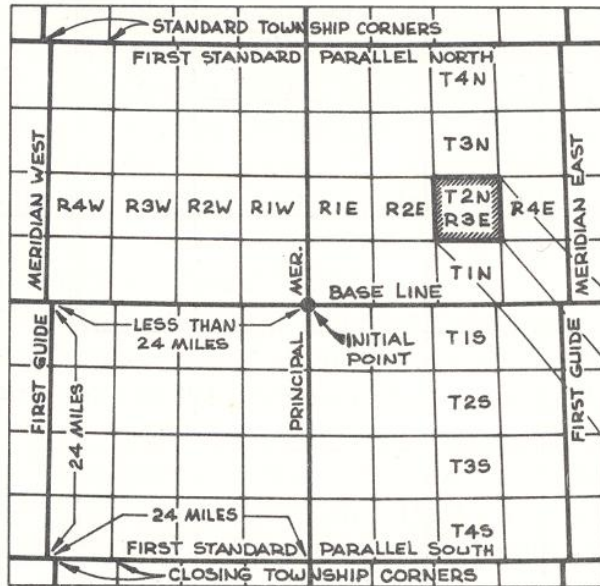 STANDARD TOWNSHIP CORNERS
FIRST STANDARD PARALLEL NORTH
T4N
T3N
MERIDIAN WEST
MERIDIAN EAST
R4W R3W R2W R1W R1E R2E T2N R3E R4E
MER.
T1N
BASE LINE
LESS THAN
24 MILES
INITIAL
POINT
T1S
FIRST GUIDE
24 MILES
PRINCIPAL
FIRST GUIDE
T2S
T3S
24 MILES
T4S
FIRST STANDARD PARALLEL SOUTH
CLOSING TOWNSHIP CORNERS